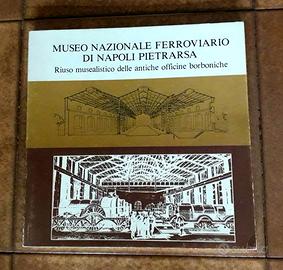 MUSEO NAZIONALE FERROVIARIO
DI NAPOLI PIETRARSA
Riuso musealistico delle antiche officine borboniche